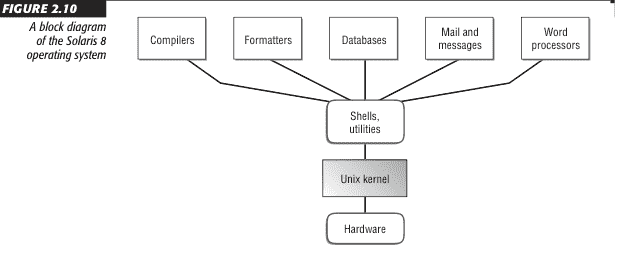 FIGURE 2.10
A block diagram
of the Solaris 8
operating system
Compilers
Formatters
Databases
Mail and
messages
Word
processors
Shells,
utilities
Unix kernel
Hardware